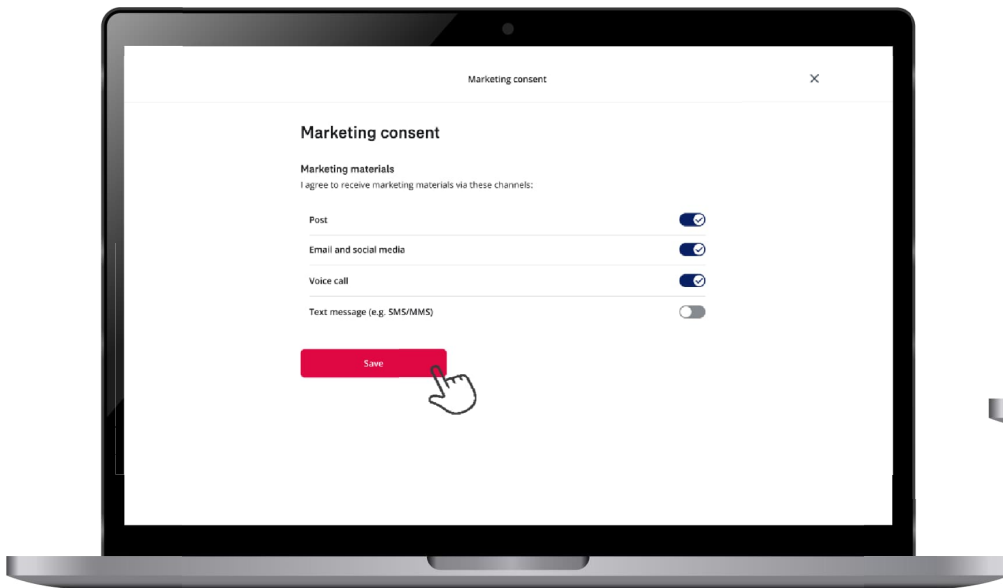 Marketing consent
Marketing consent
Marketing materials
I agree to receive marketing materials via these channels:
Post
Email and social media
Voice call
Text message (e.g. SMS/MMS)
Save